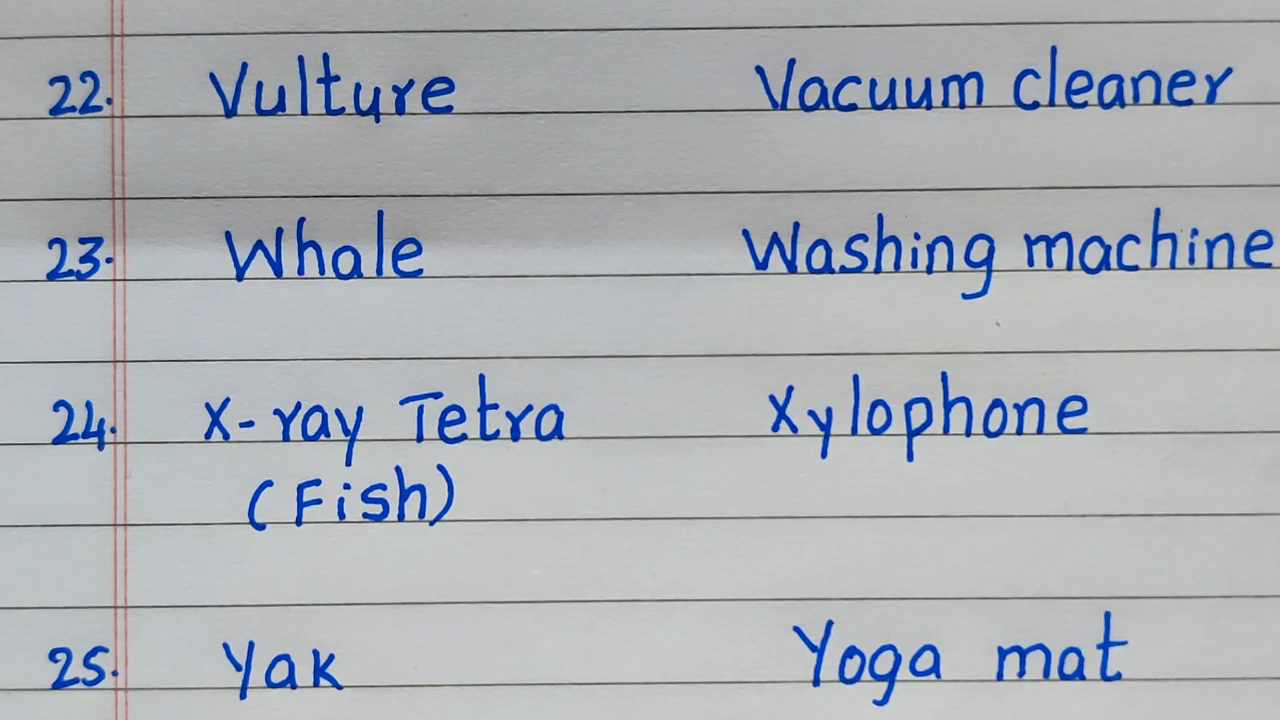 22. Vulture Vacuum cleaner
23. Whale Washing machine
24. X-ray Tetra Xylophone
(Fish)
25. Yak Yoga mat